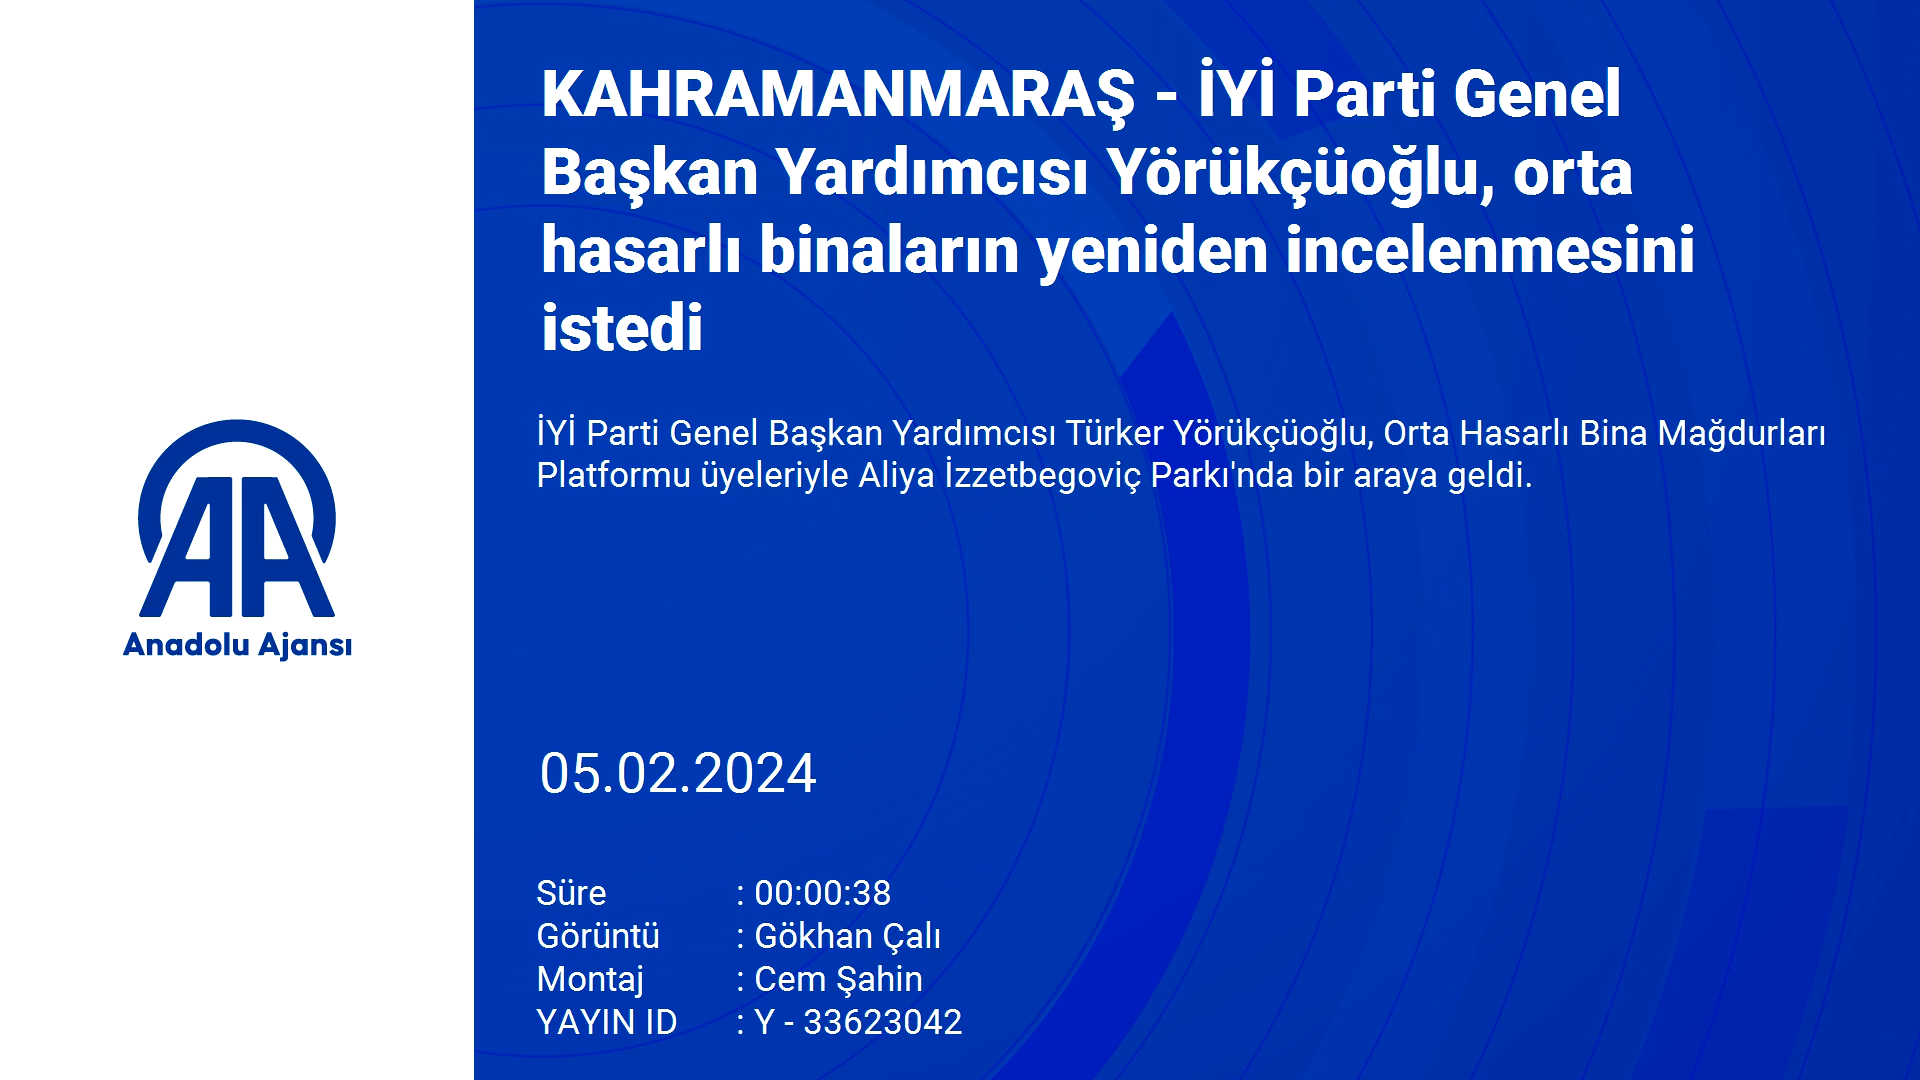 KAHRAMANMARAŞ - İYİ Parti Genel
Başkan Yardımcısı Yörükçüoğlu, orta
hasarlı binaların yeniden incelenmesini
istedi
İYİ Parti Genel Başkan Yardımcısı Türker Yörükçüoğlu, Orta Hasarlı Bina Mağdurları
Platformu üyeleriyle Aliya İzzetbegoviç Parkı'nda bir araya geldi.
AA
Anadolu Ajansı
05.02.2024
Süre : 00:00:38
Görüntü : Gökhan Çalı
Montaj : Cem Şahin
YAYIN ID : Y - 33623042